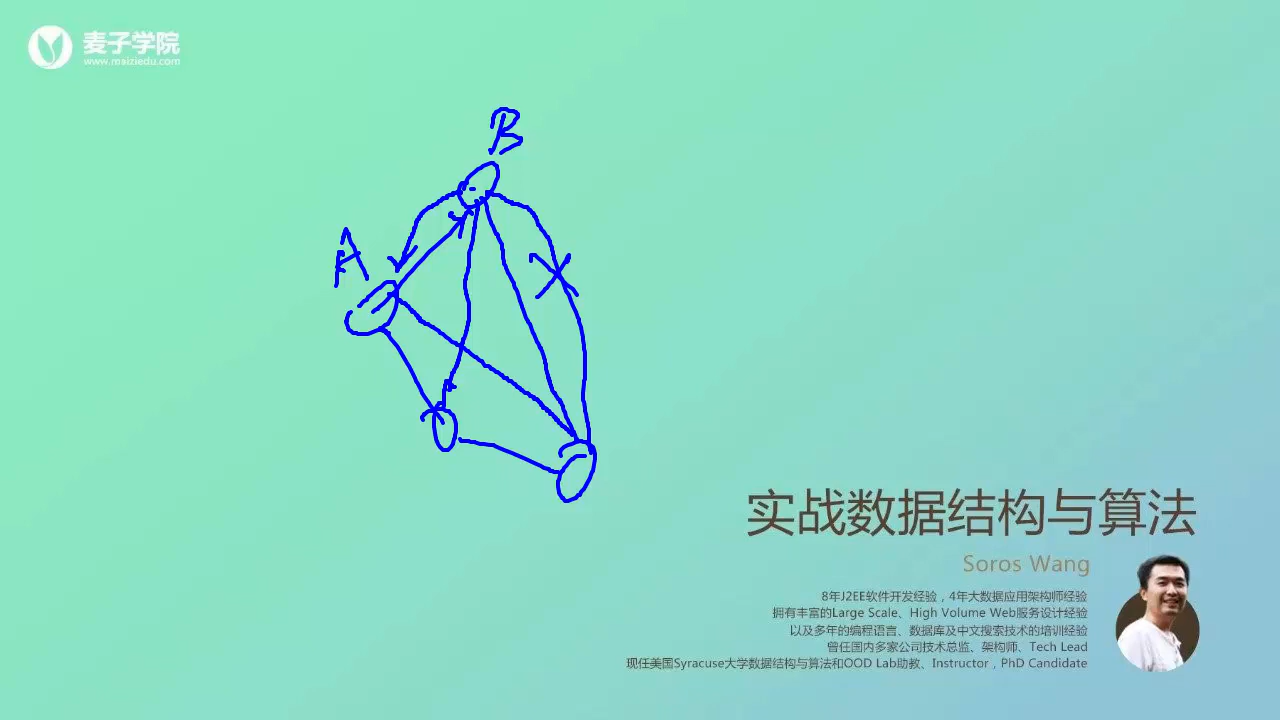 麦子学院
www.maiziedu.com
B
A
实战数据结构与算法
Soros Wang
8年J2EE软件开发经验，4年大数据应用架构师经验
拥有丰富的Large Scale、High Volume Web服务设计经验
以及多年的编程语言、数据库及中文搜索技术的培训经验
曾任国内多家公司技术总监、架构师、Tech Lead
现任美国Syracuse大学数据结构与算法和OOD Lab助教、Instructor，PhD Candidate